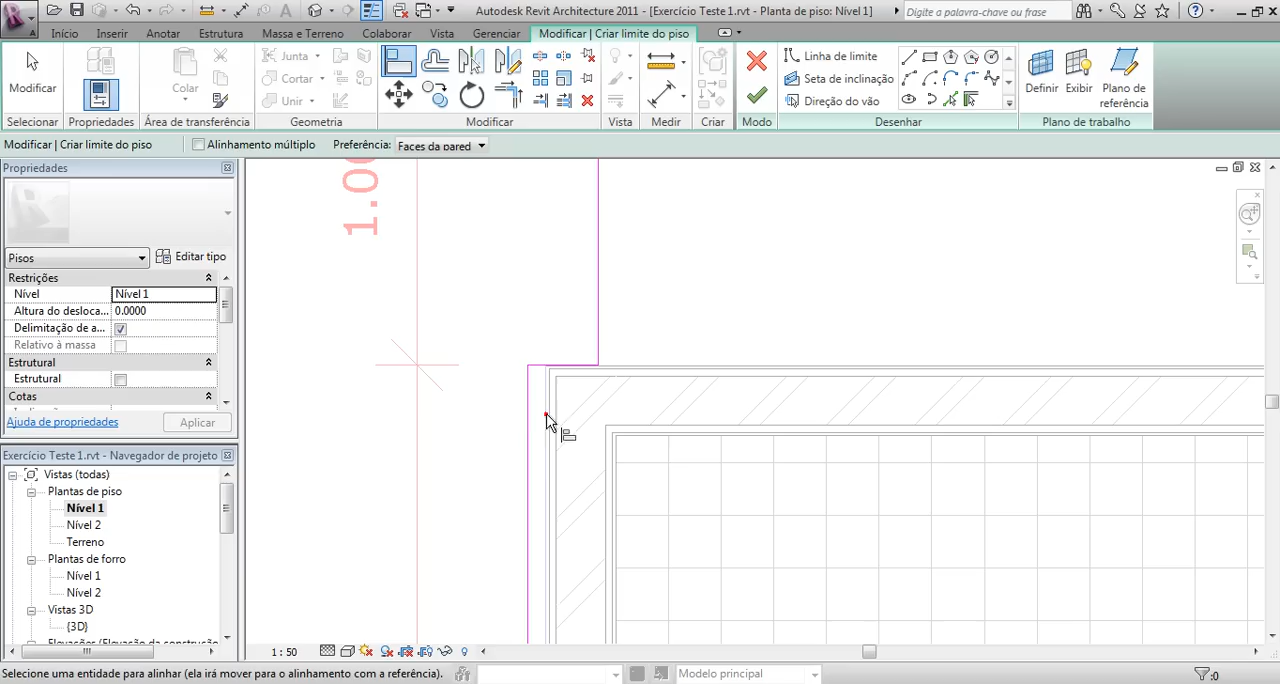 Autodesk Revit Architecture 2011 - [Exercício Teste 1.rvt - Planta de piso: Nível 1]
Digite a palavra-chave ou frase
Início Inserir Anotar Estrutura Massa e Terreno Colaborar Vista Gerenciar Modificar | Criar limite do piso
Modificar
Colar
Junta
Cortar
Unir
Linha de limite
Seta de inclinação
Direção do vão
Definir Exibir Plano de referência
Selecionar Propriedades Área de transferência Geometria Modificar Vista Medir Criar Modo Desenhar Plano de trabalho
Modificar | Criar limite do piso Alinhamento múltiplo Preferência: Faces da pared
Propriedades
Pisos
Editar tipo
Restrições
Nível Nível 1
Altura do desloca... 0.0000
Delimitação de a...
Relativo à massa
Estrutural
Estrutural
Cotas
Ajuda de propriedades Aplicar
Exercício Teste 1.rvt - Navegador de projeto
Vistas (todas)
Plantas de piso
Nível 1
Nível 2
Terreno
Plantas de forro
Nível 1
Nível 2
Vistas 3D
{3D}
Elevações (Elevação da construção
1 : 50
Selecione uma entidade para alinhar (ela irá mover para o alinhamento com a referência).
Modelo principal
:0